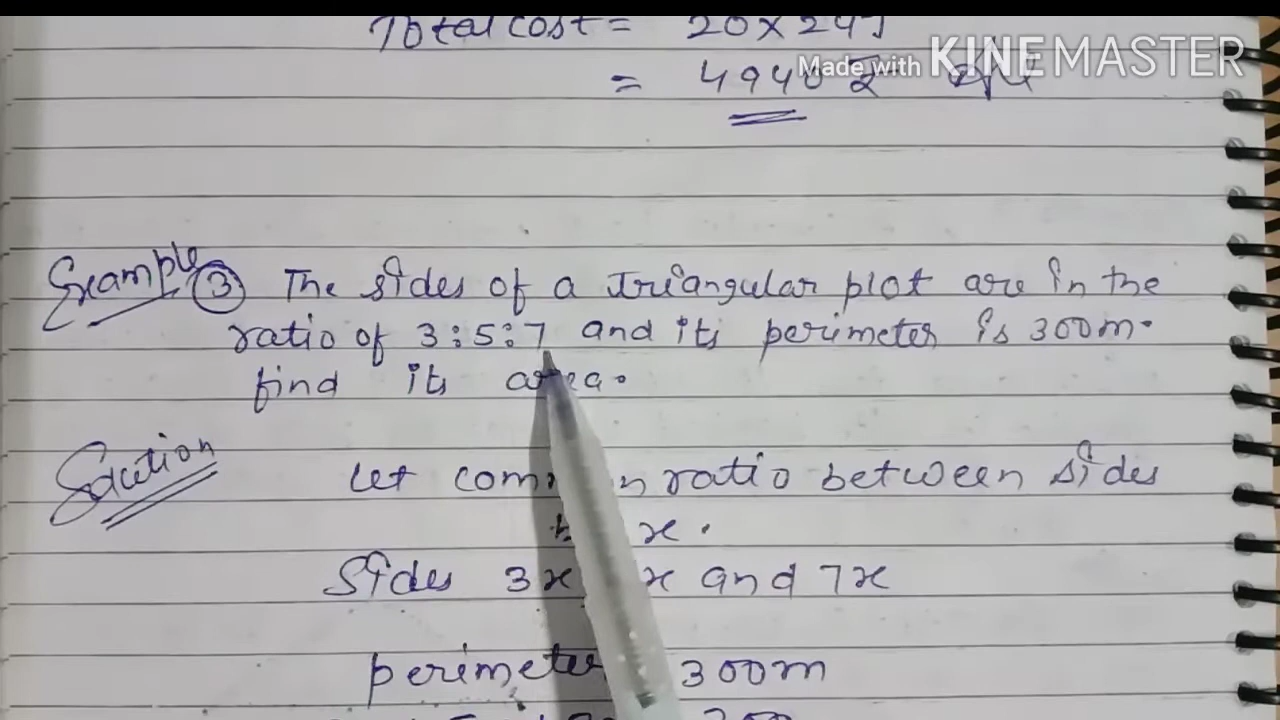 Total cost = 20 × 247
= 4940
Made with KINEMASTER
Example ③ The sides of a triangular plot are in the
ratio of 3:5:7 and its perimeter is 300m.
find its area.
Solution Let common ratio between sides
x.
Sides 3x x and 7x
perimeter 300m